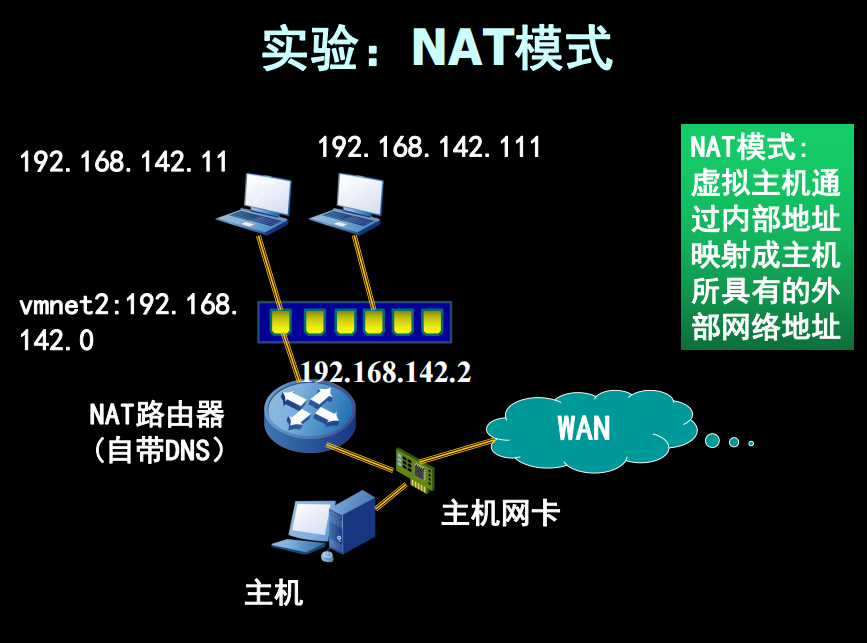 实验：NAT模式
192.168.142.11
192.168.142.111
NAT模式:
虚拟主机通
过内部地址
映射成主机
所具有的外
部网络地址
vmnet2:192.168.
142.0
192.168.142.2
NAT路由器
（自带DNS）
WAN
主机网卡
主机